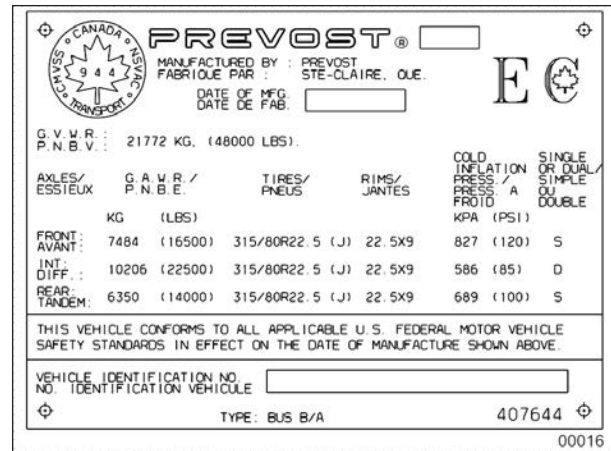 CANADA
CMVSS NSVAC
944
TRANSPORT
PREVOST®
MANUFACTURED BY : PREVOST
FABRIQUE PAR : STE-CLAIRE, QUE.
DATE OF MFG.
DATE DE FAB.
EC
G.V.W.R. :
P.N.B.V. : 21772 KG, (48000 LBS).
AXLES/ G.A.W.R./ TIRES/ RIMS/ COLD INFLATION PRESS./ SINGLE OR DUAL/
ESSIEUX P.N.B.E. PNEUS JANTES PRESS. A FROID SIMPLE OU DOUBLE
KG (LBS) KPA (PSI)
FRONT:
AVANT: 7484 (16500) 315/80R22.5 (J) 22.5X9 827 (120) S
INT:
DIFF.: 10206 (22500) 315/80R22.5 (J) 22.5X9 586 (85) D
REAR:
TANDEM: 6350 (14000) 315/80R22.5 (J) 22.5X9 689 (100) S
THIS VEHICLE CONFORMS TO ALL APPLICABLE U.S. FEDERAL MOTOR VEHICLE
SAFETY STANDARDS IN EFFECT ON THE DATE OF MANUFACTURE SHOWN ABOVE.
VEHICLE IDENTIFICATION NO.
NO. IDENTIFICATION VEHICULE
TYPE: BUS B/A 407644
00016